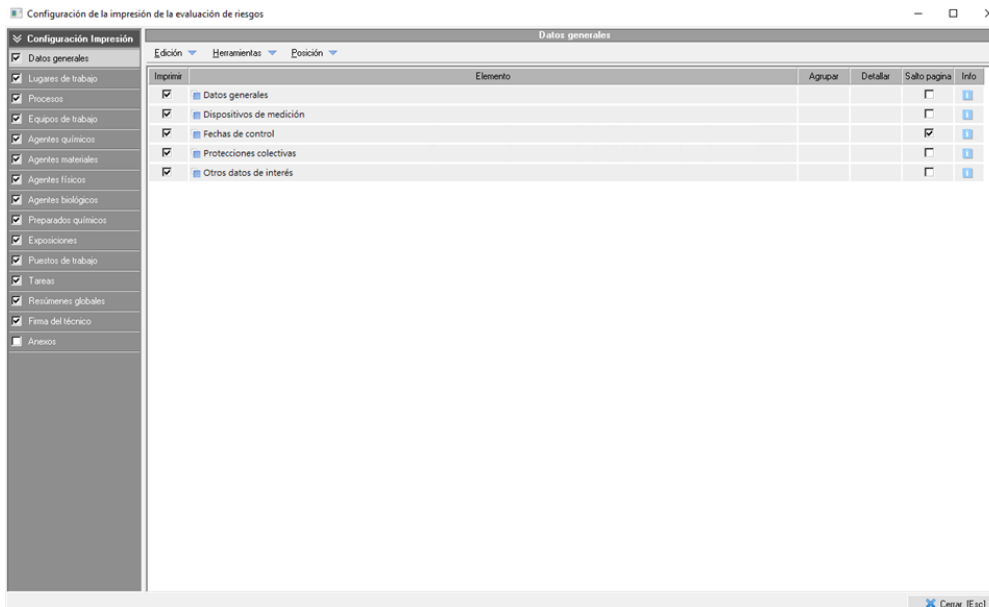 Configuración de la impresión de la evaluación de riesgos
Configuración Impresión
Datos generales
Lugares de trabajo
Procesos
Equipos de trabajo
Agentes químicos
Agentes materiales
Agentes físicos
Agentes biológicos
Preparados químicos
Exposiciones
Puestos de trabajo
Tareas
Resúmenes globales
Firma del técnico
Anexos
Datos generales
Edición Herramientas Posición
Imprimir Elemento Agrupar Detallar Salto pagina Info
Datos generales
Dispositivos de medición
Fechas de control
Protecciones colectivas
Otros datos de interés
Cerrar [Esc]